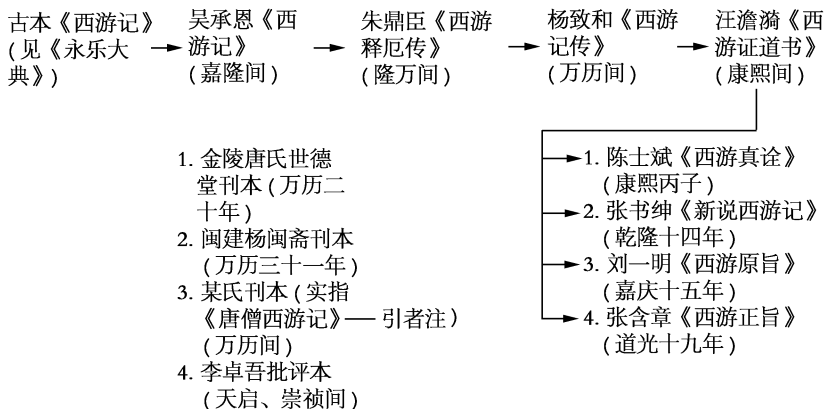 古本《西游记》
(见《永乐大
典》)
吴承恩《西
游记》
(嘉隆间)
朱鼎臣《西游
释厄传》
(隆万间)
杨致和《西游
记传》
(万历间)
汪澹漪《西
游证道书》
(康熙间)
1. 金陵唐氏世德
堂刊本(万历二
十年)
2. 闽建杨闽斋刊本
(万历三十一年)
3. 某氏刊本(实指
《唐僧西游记》── 引者注)
(万历间)
4. 李卓吾批评本
(天启、崇祯间)
1. 陈士斌《西游真诠》
(康熙丙子)
2. 张书绅《新说西游记》
(乾隆十四年)
3. 刘一明《西游原旨》
(嘉庆十五年)
4. 张含章《西游正旨》
(道光十九年)